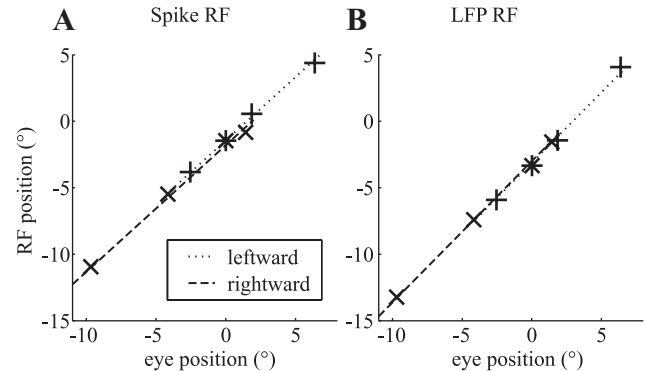 A Spike RF
B LFP RF
RF position (°)
5
0
-5
-10
-15
-10 -5 0 5
eye position (°)
leftward
rightward
5
0
-5
-10
-15
-10 -5 0 5
eye position (°)